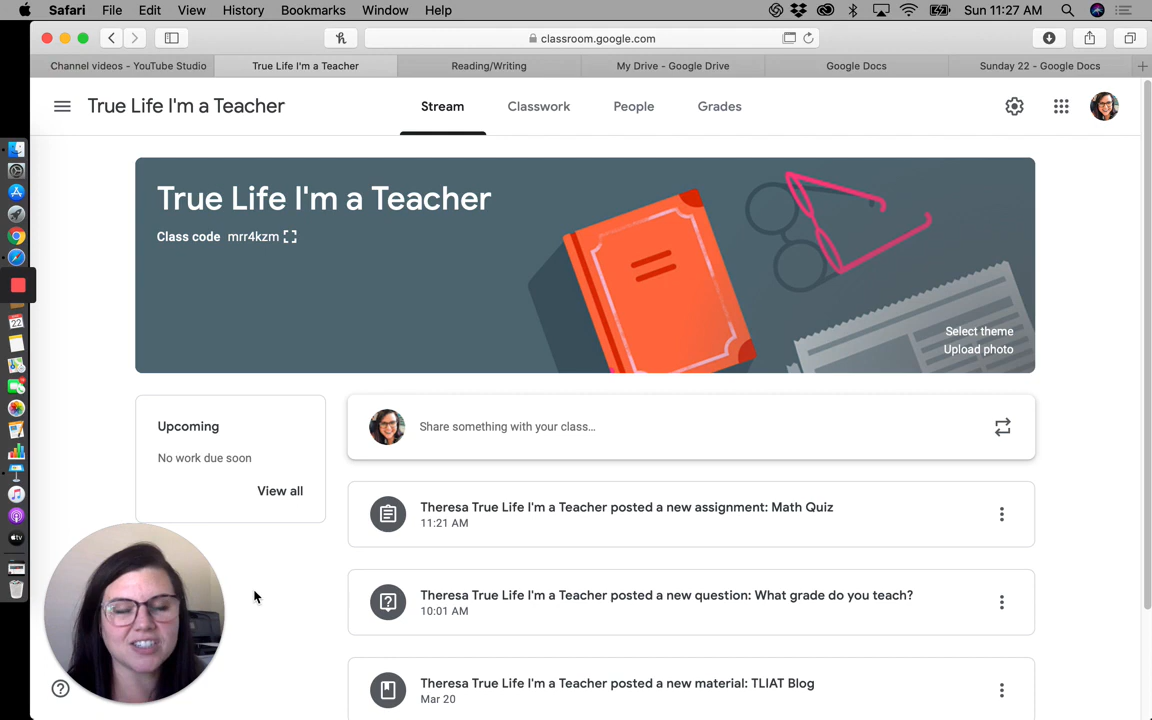 Safari File Edit View History Bookmarks Window Help Sun 11:27 AM
classroom.google.com
Channel videos - YouTube Studio True Life I'm a Teacher Reading/Writing My Drive - Google Drive Google Docs Sunday 22 - Google Docs
True Life I'm a Teacher Stream Classwork People Grades
True Life I'm a Teacher
Class code mrr4kzm
Select theme
Upload photo
Upcoming
No work due soon
View all
Share something with your class...
Theresa True Life I'm a Teacher posted a new assignment: Math Quiz
11:21 AM
Theresa True Life I'm a Teacher posted a new question: What grade do you teach?
10:01 AM
Theresa True Life I'm a Teacher posted a new material: TLIAT Blog
Mar 20
22
tv